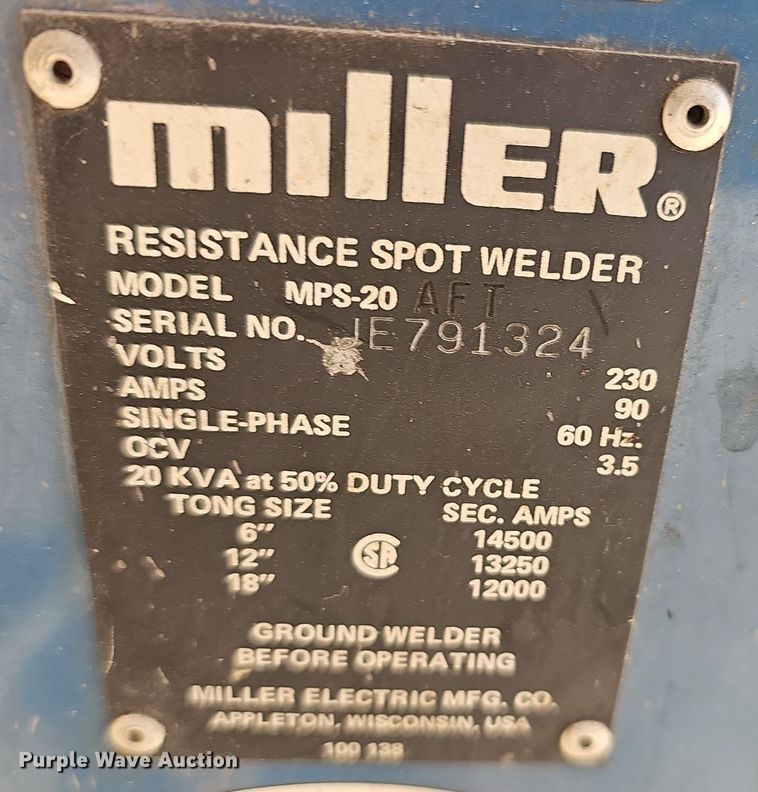 miller®
RESISTANCE SPOT WELDER
MODEL MPS-20 AFT
SERIAL NO. JE791324
VOLTS 230
AMPS 90
SINGLE-PHASE 60 Hz.
OCV 3.5
20 KVA at 50% DUTY CYCLE
TONG SIZE SEC. AMPS
6" 14500
12" SA 13250
18" 12000
GROUND WELDER
BEFORE OPERATING
MILLER ELECTRIC MFG. CO.
APPLETON, WISCONSIN, USA
100 138
Purple Wave Auction